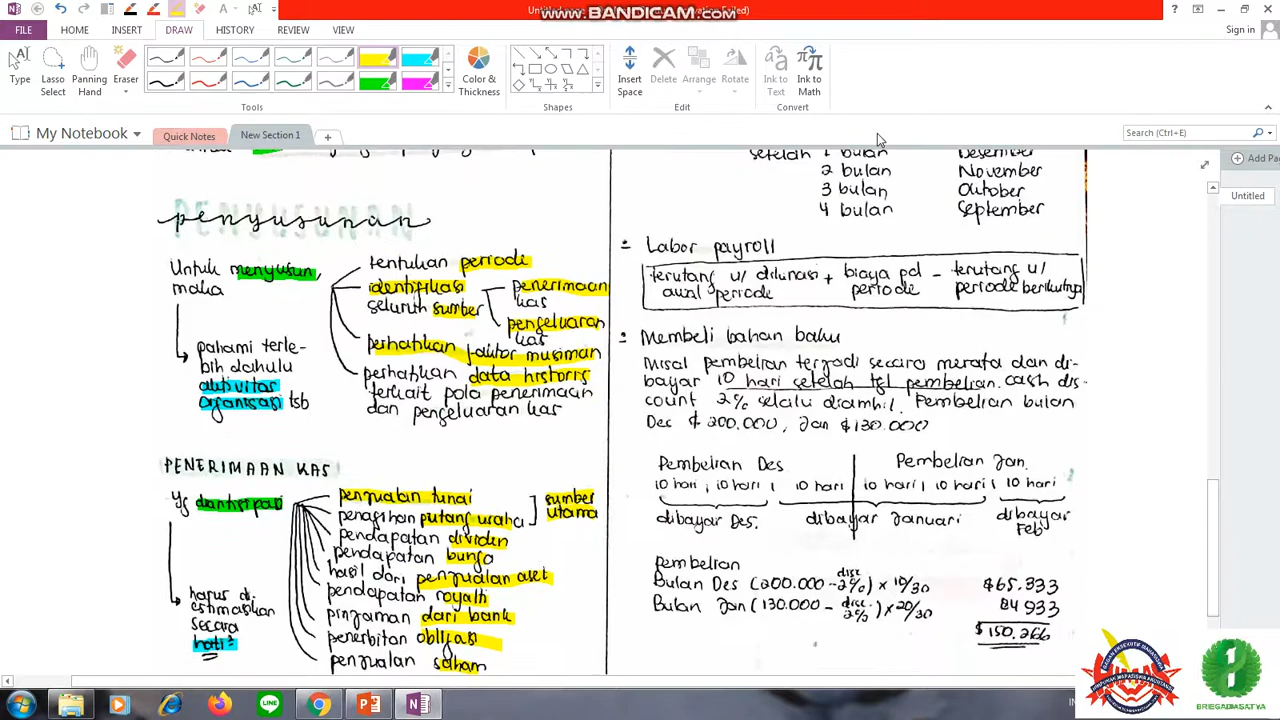 www.BANDICAM.com
FILE HOME INSERT DRAW HISTORY REVIEW VIEW
Sign in
Type Lasso Select Panning Hand Eraser
Color & Thickness
Insert Space Delete Arrange Rotate
Ink to Text Ink to Math
Tools Shapes Edit Convert
My Notebook Quick Notes New Section 1
Search (Ctrl+E)
Add Pag
Untitled
PENYUSUNAN
penyusunan
Untuk menyusun,
maka
pahami terle-
bih dahulu
aktivitas
organisasi tsb
tentukan periode
identifikasi
seluruh sumber
penerimaan
kas
pengeluaran
kas
perhatikan faktor musiman
perhatikan data historis
terkait pola penerimaan
dan pengeluaran kas
PENERIMAAN KAS
yg diantisipasi
harus di
estimasikan
secara
hati²
penjualan tunai
penagihan putang usaha
sumber
utama
pendapatan dividen
pendapatan bunga
hasil dari penjualan aset
pendapatan royalti
pinjaman dari bank
penerbitan obligasi
penjualan saham
setelah 1 bulan Desember
2 bulan November
3 bulan Outober
4 bulan September
= Labor payroll
terutang u/ dilunasi + biaya pd - terutang u/
awal periode periode periode berikutnya
= Membeli bahan baku
Misal pembelian terjadi secara merata dan di-
bayar 10 hari setelah tgl pembelian. cash dis-
count 2% selalu diambil. Pembelian bulan
Des $ 200.000, Jan $130.000
Pembelian Des Pembelian Jan.
10 hari, 10 hari, 10 hari 10 hari, 10 hari, 10 hari
dibayar Des. dibayar Januari dibayar
Feb
pembelian
Bulan Des (200.000 - disc 2%) x 10/30 $65.333
Bulan Jan (130.000 - disc 2%) x 20/30 84933
$150.266
BRIEGADASATVA